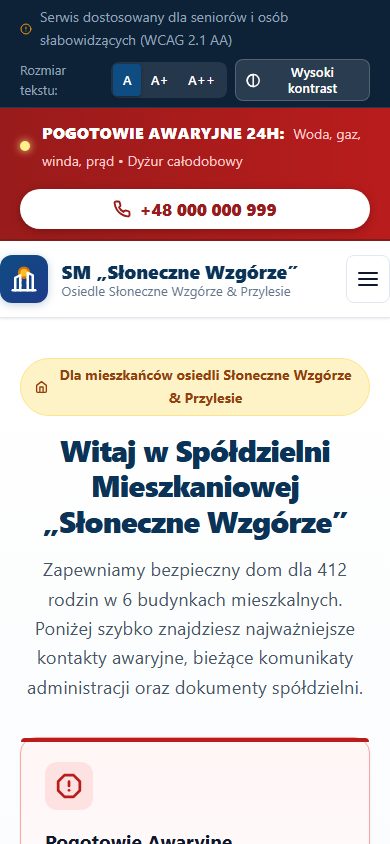 Serwis dostosowany dla seniorów i osób
słabowidzących (WCAG 2.1 AA)
Rozmiar
tekstu:
A
A+
A++
Wysoki
kontrast
POGOTOWIE AWARYJNE 24H: Woda, gaz,
winda, prąd • Dyżur całodobowy
+48 000 000 999
SM „Słoneczne Wzgórze”
Osiedle Słoneczne Wzgórze & Przylesie
Dla mieszkańców osiedli Słoneczne Wzgórze
& Przylesie
Witaj w Spółdzielni
Mieszkaniowej
„Słoneczne Wzgórze”
Zapewniamy bezpieczny dom dla 412
rodzin w 6 budynkach mieszkalnych.
Poniżej szybko znajdziesz najważniejsze
kontakty awaryjne, bieżące komunikaty
administracji oraz dokumenty spółdzielni.
Pogotowie Awaryjne